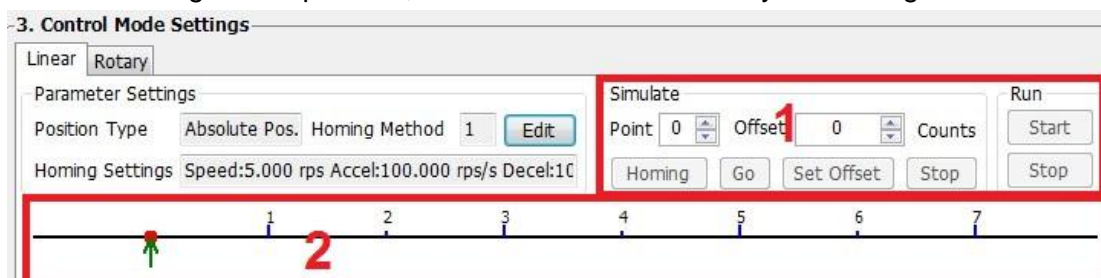 3. Control Mode Settings
Linear Rotary
Parameter Settings
Position Type Absolute Pos. Homing Method 1 Edit
Homing Settings Speed:5.000 rps Accel:100.000 rps/s Decel:10
Simulate
Point 0 Offset 0 Counts
1
Homing Go Set Offset Stop
Run
Start
Stop
1 2 3 4 5 6 7
2